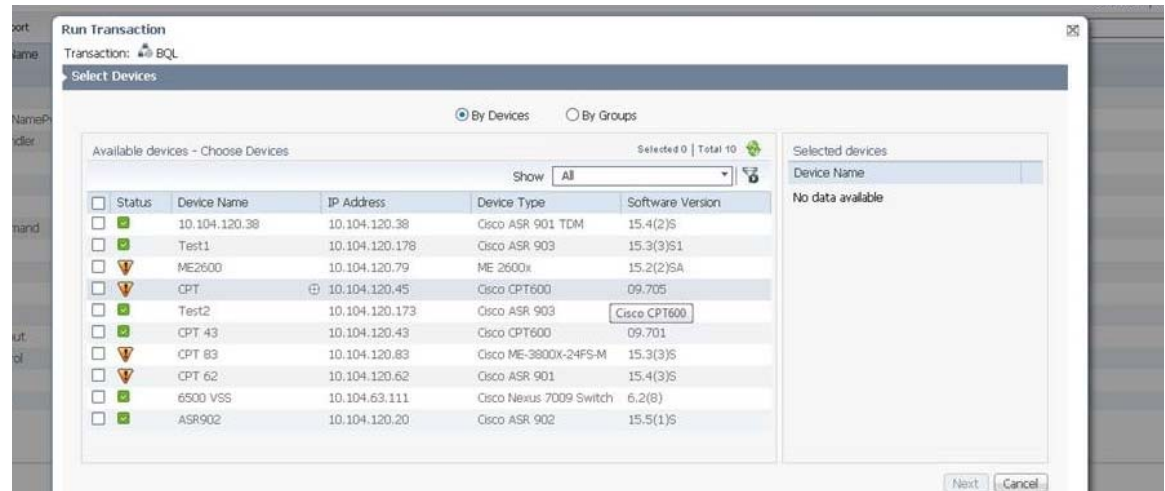 Run Transaction
Transaction: BQL
Select Devices
By Devices By Groups
Available devices - Choose Devices Selected 0 | Total 10
Show All
Status Device Name IP Address Device Type Software Version
10.104.120.38 10.104.120.38 Cisco ASR 901 TDM 15.4(2)S
Test1 10.104.120.178 Cisco ASR 903 15.3(3)S1
ME2600 10.104.120.79 ME 2600x 15.2(2)SA
CPT 10.104.120.45 Cisco CPT600 09.705
Test2 10.104.120.173 Cisco ASR 903
Cisco CPT600
CPT 43 10.104.120.43 Cisco CPT600 09.701
CPT 83 10.104.120.83 Cisco ME-3800X-24FS-M 15.3(3)S
CPT 62 10.104.120.62 Cisco ASR 901 15.4(3)S
6500 VSS 10.104.63.111 Cisco Nexus 7009 Switch 6.2(8)
ASR902 10.104.120.20 Cisco ASR 902 15.5(1)S
Selected devices
Device Name
No data available
Next Cancel